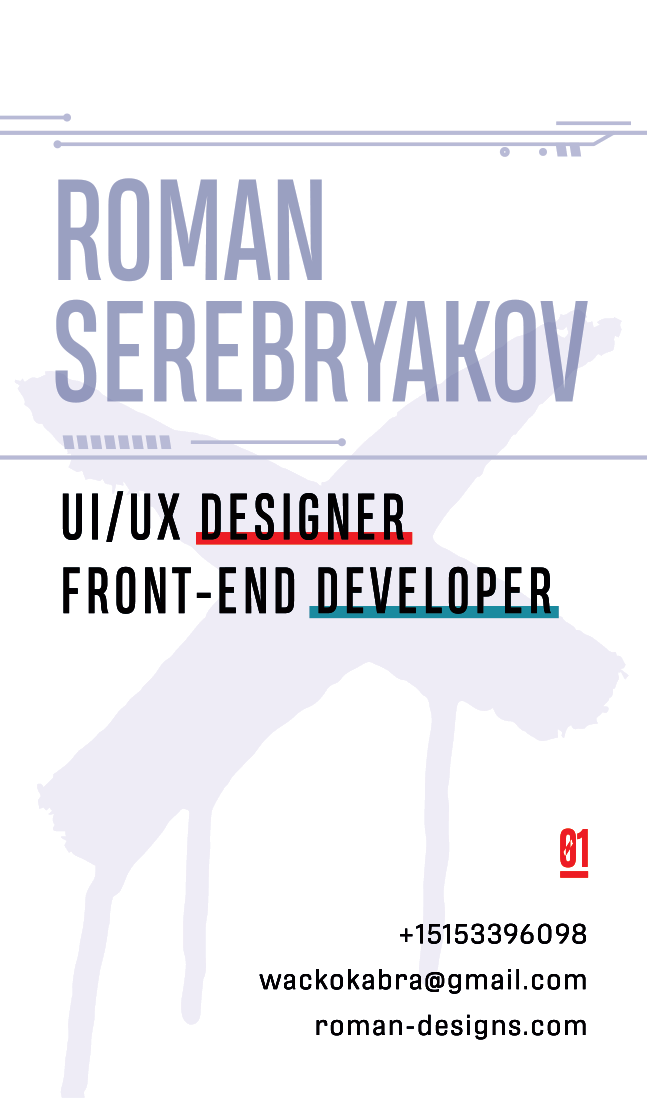 ROMAN
SEREBRYAKOV
UI/UX DESIGNER
FRONT-END DEVELOPER
01
+15153396098
wackokabra@gmail.com
roman-designs.com